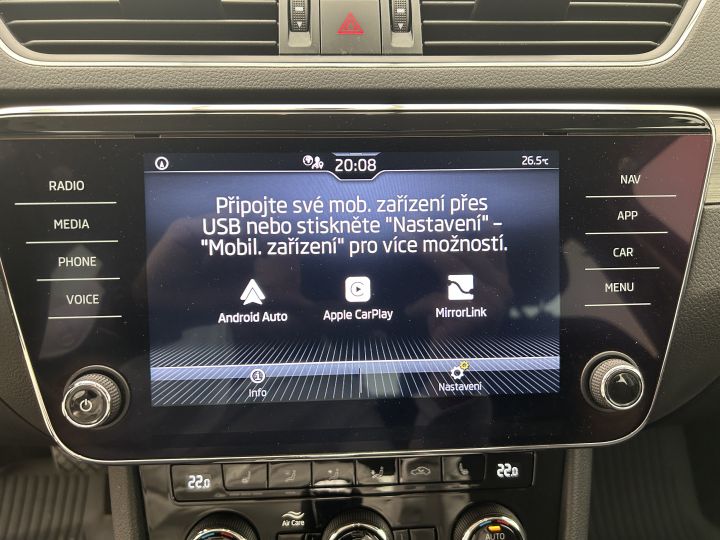 20:08
26.5°C
RADIO
MEDIA
PHONE
VOICE
Připojte své mob. zařízení přes
USB nebo stiskněte "Nastavení" –
"Mobil. zařízení" pro více možností.
Android Auto
Apple CarPlay
MirrorLink
Info
Nastavení
NAV
APP
CAR
MENU
22.0
22.0
Air Care
AUTO